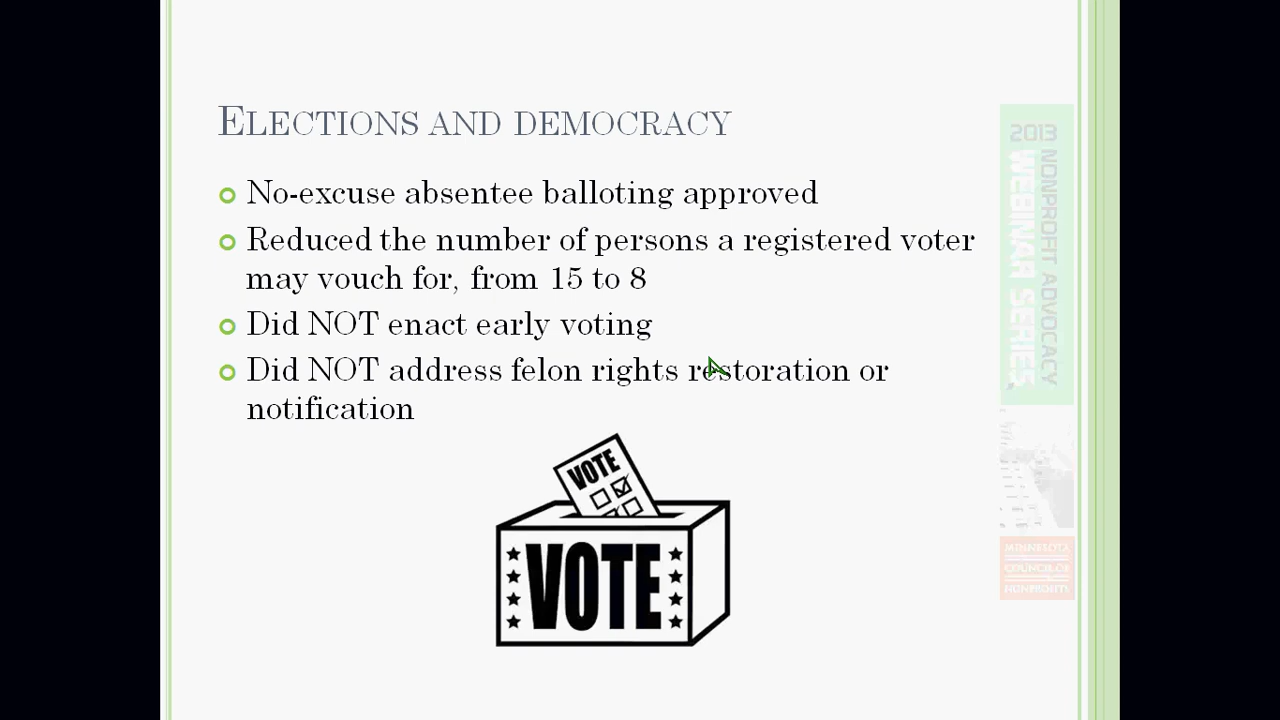 ELECTIONS AND DEMOCRACY
No-excuse absentee balloting approved
Reduced the number of persons a registered voter
may vouch for, from 15 to 8
Did NOT enact early voting
Did NOT address felon rights restoration or
notification
VOTE
VOTE
2013 NONPROFIT ADVOCACY
WEBINAR SERIES
MINNESOTA
COUNCIL OF
NONPROFITS